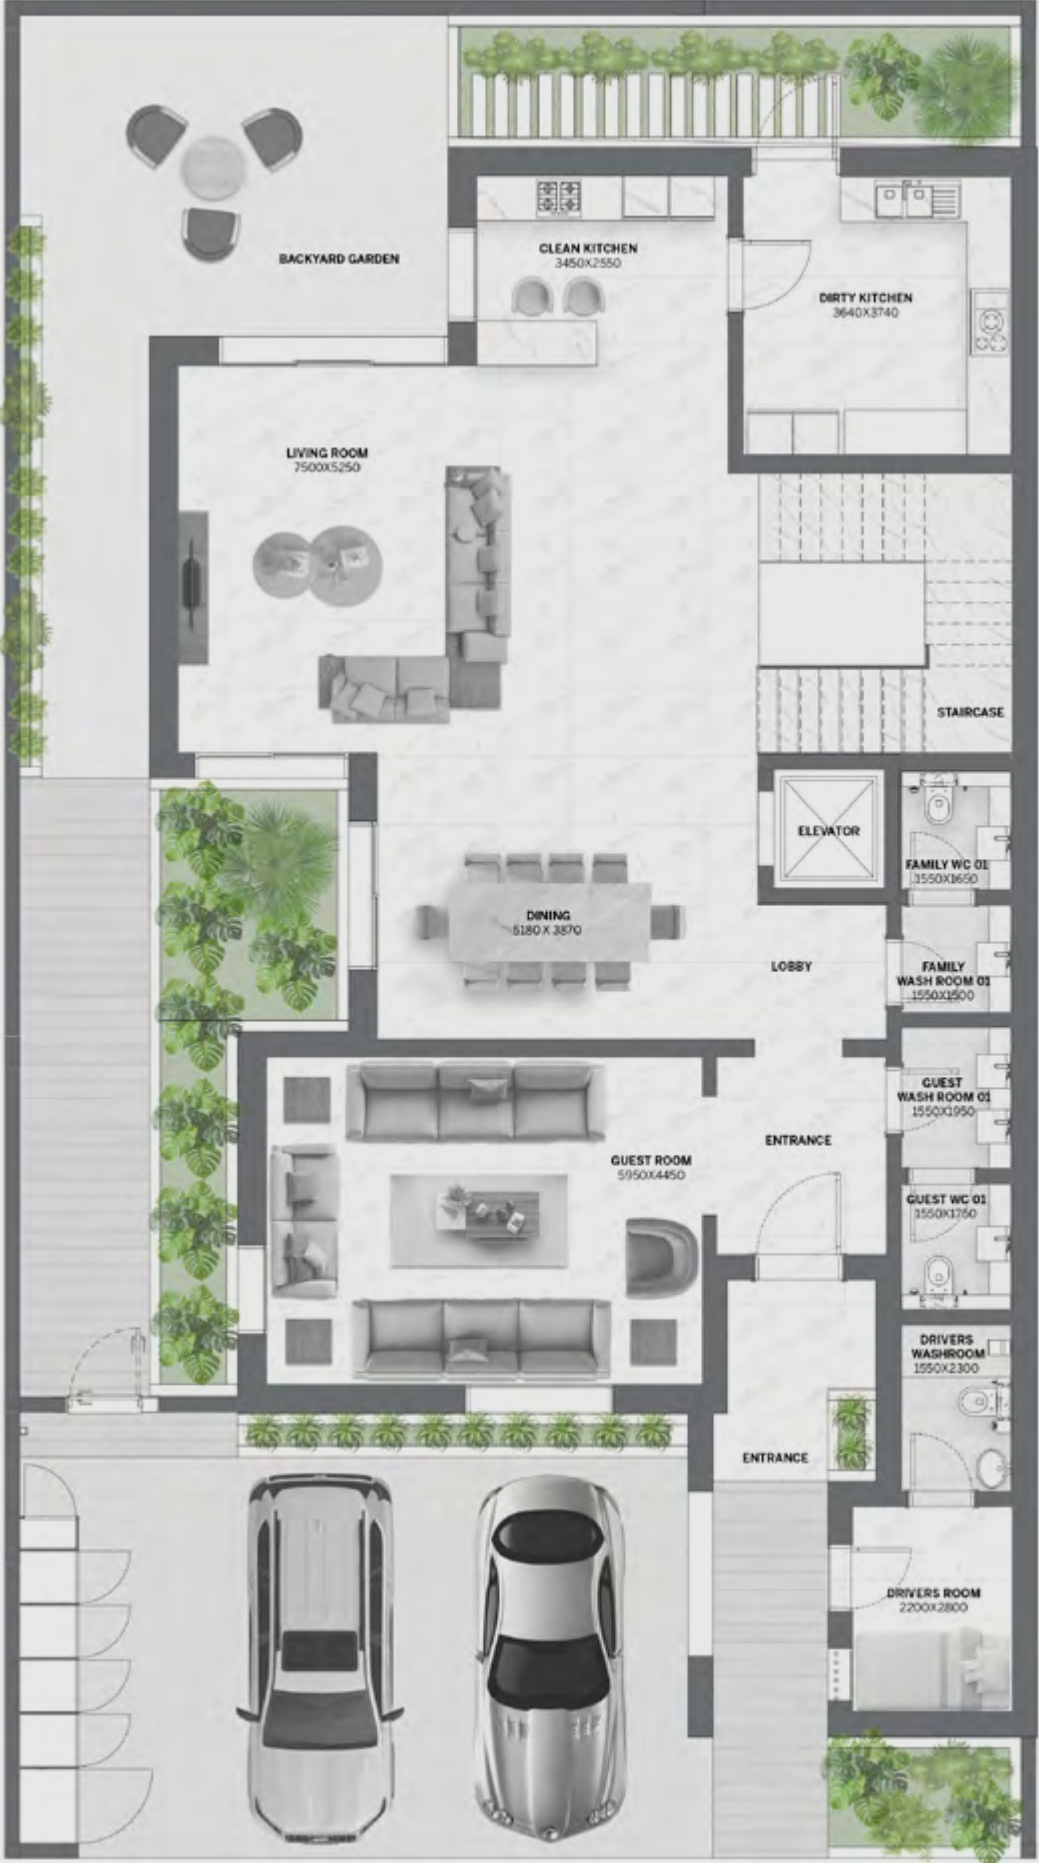 BACKYARD GARDEN
CLEAN KITCHEN
3450X2550
DIRTY KITCHEN
3640X3740
LIVING ROOM
7500X5250
STAIRCASE
ELEVATOR
FAMILY WC 01
1550X1650
DINING
5180 X 3870
LOBBY
FAMILY
WASH ROOM 01
1550X1500
GUEST
WASH ROOM 01
1550X1950
ENTRANCE
GUEST ROOM
5950X4450
GUEST WC 01
1550X1750
DRIVERS
WASHROOM
1550X2300
ENTRANCE
DRIVERS ROOM
2200X2800